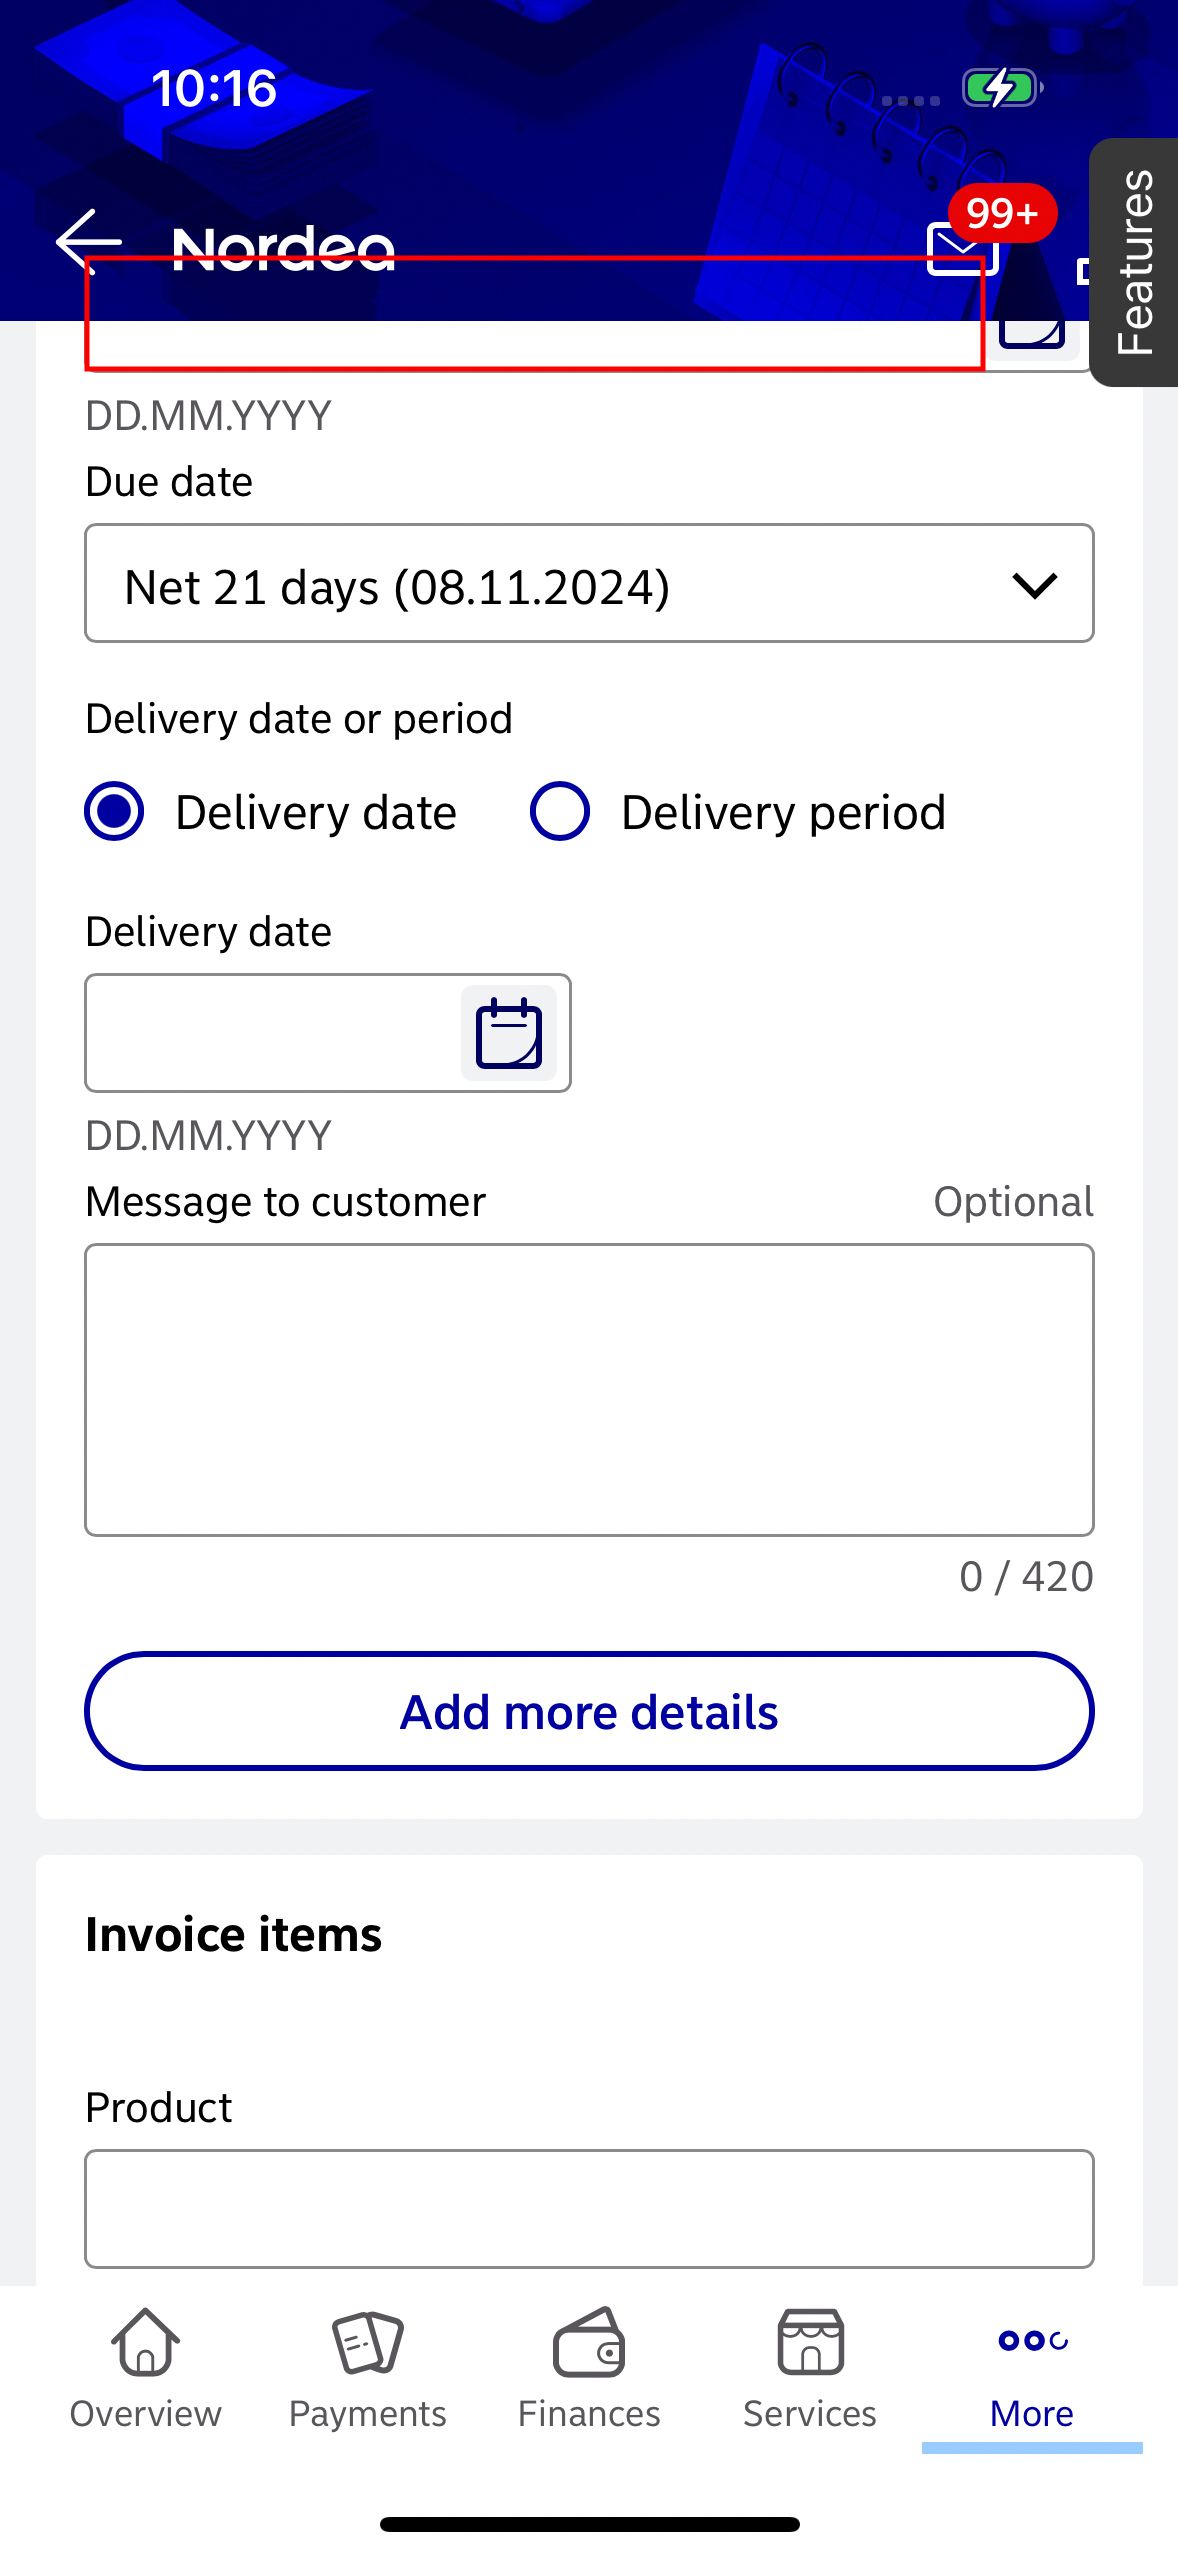 10:16
99+
Features
Nordea
DD.MM.YYYY
Due date
Net 21 days (08.11.2024)
Delivery date or period
Delivery date
Delivery period
Delivery date
DD.MM.YYYY
Message to customer
Optional
0 / 420
Add more details
Invoice items
Product
Overview
Payments
Finances
Services
More